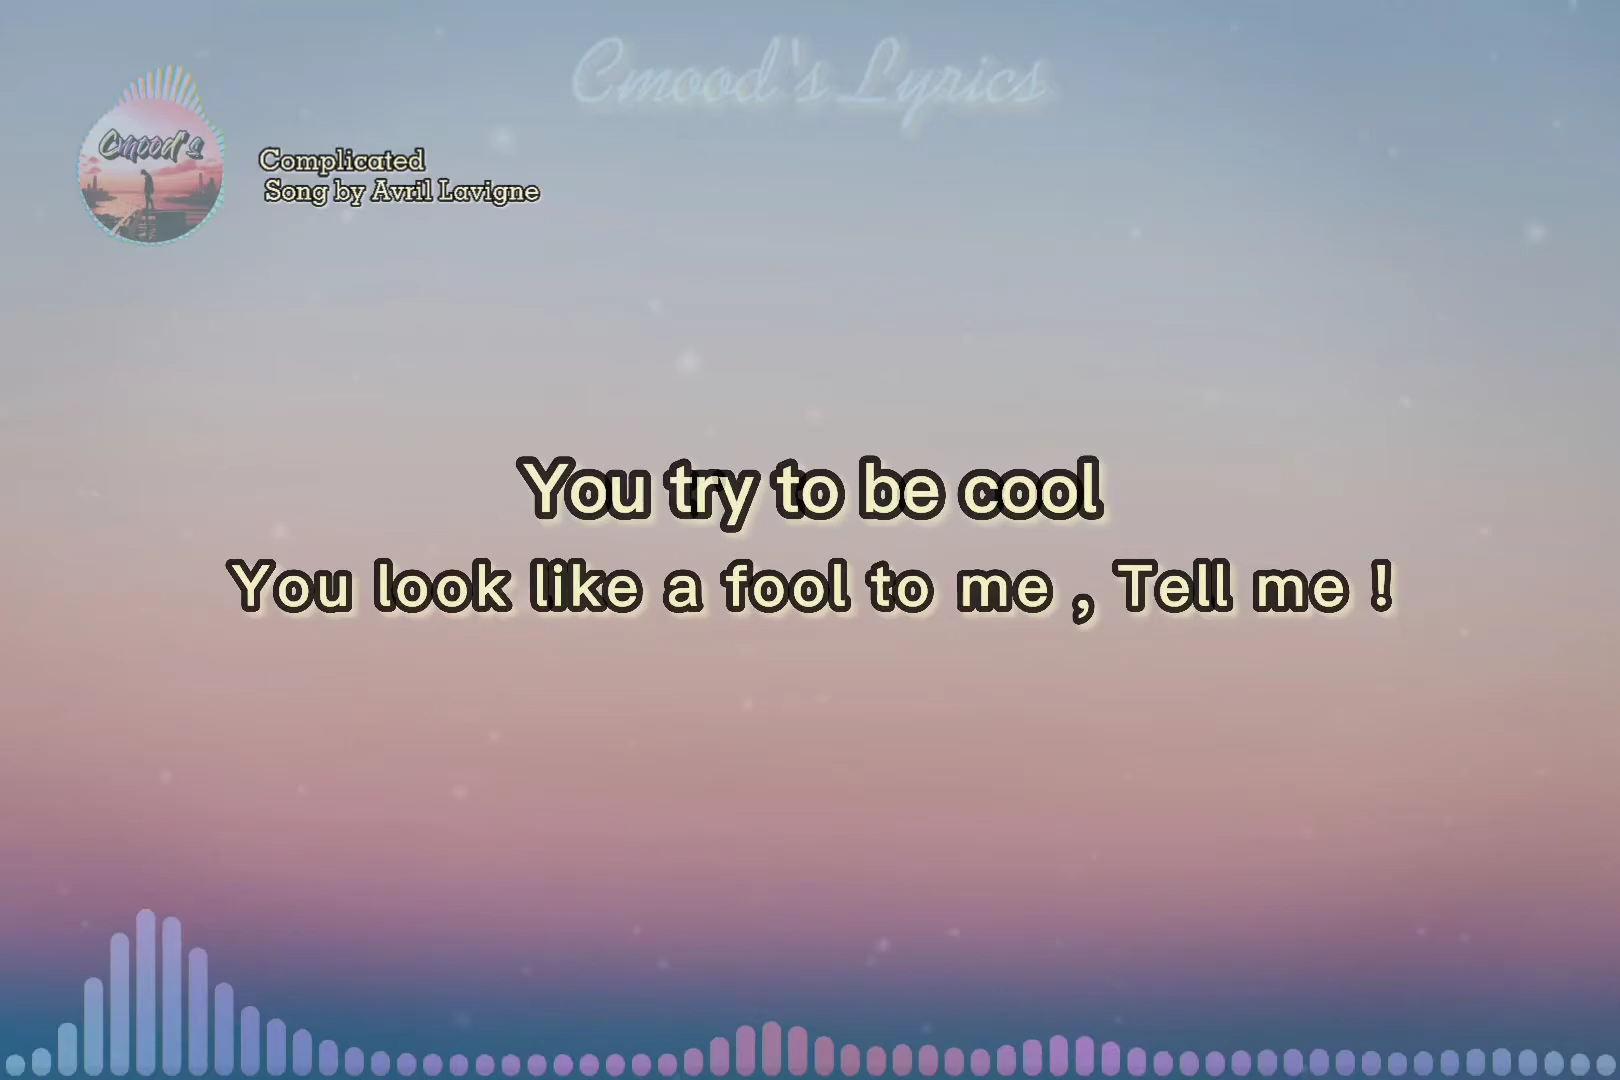 Cmood's Lyrics
Cmood's
Complicated
Song by Avril Lavigne
You try to be cool
You look like a fool to me , Tell me !